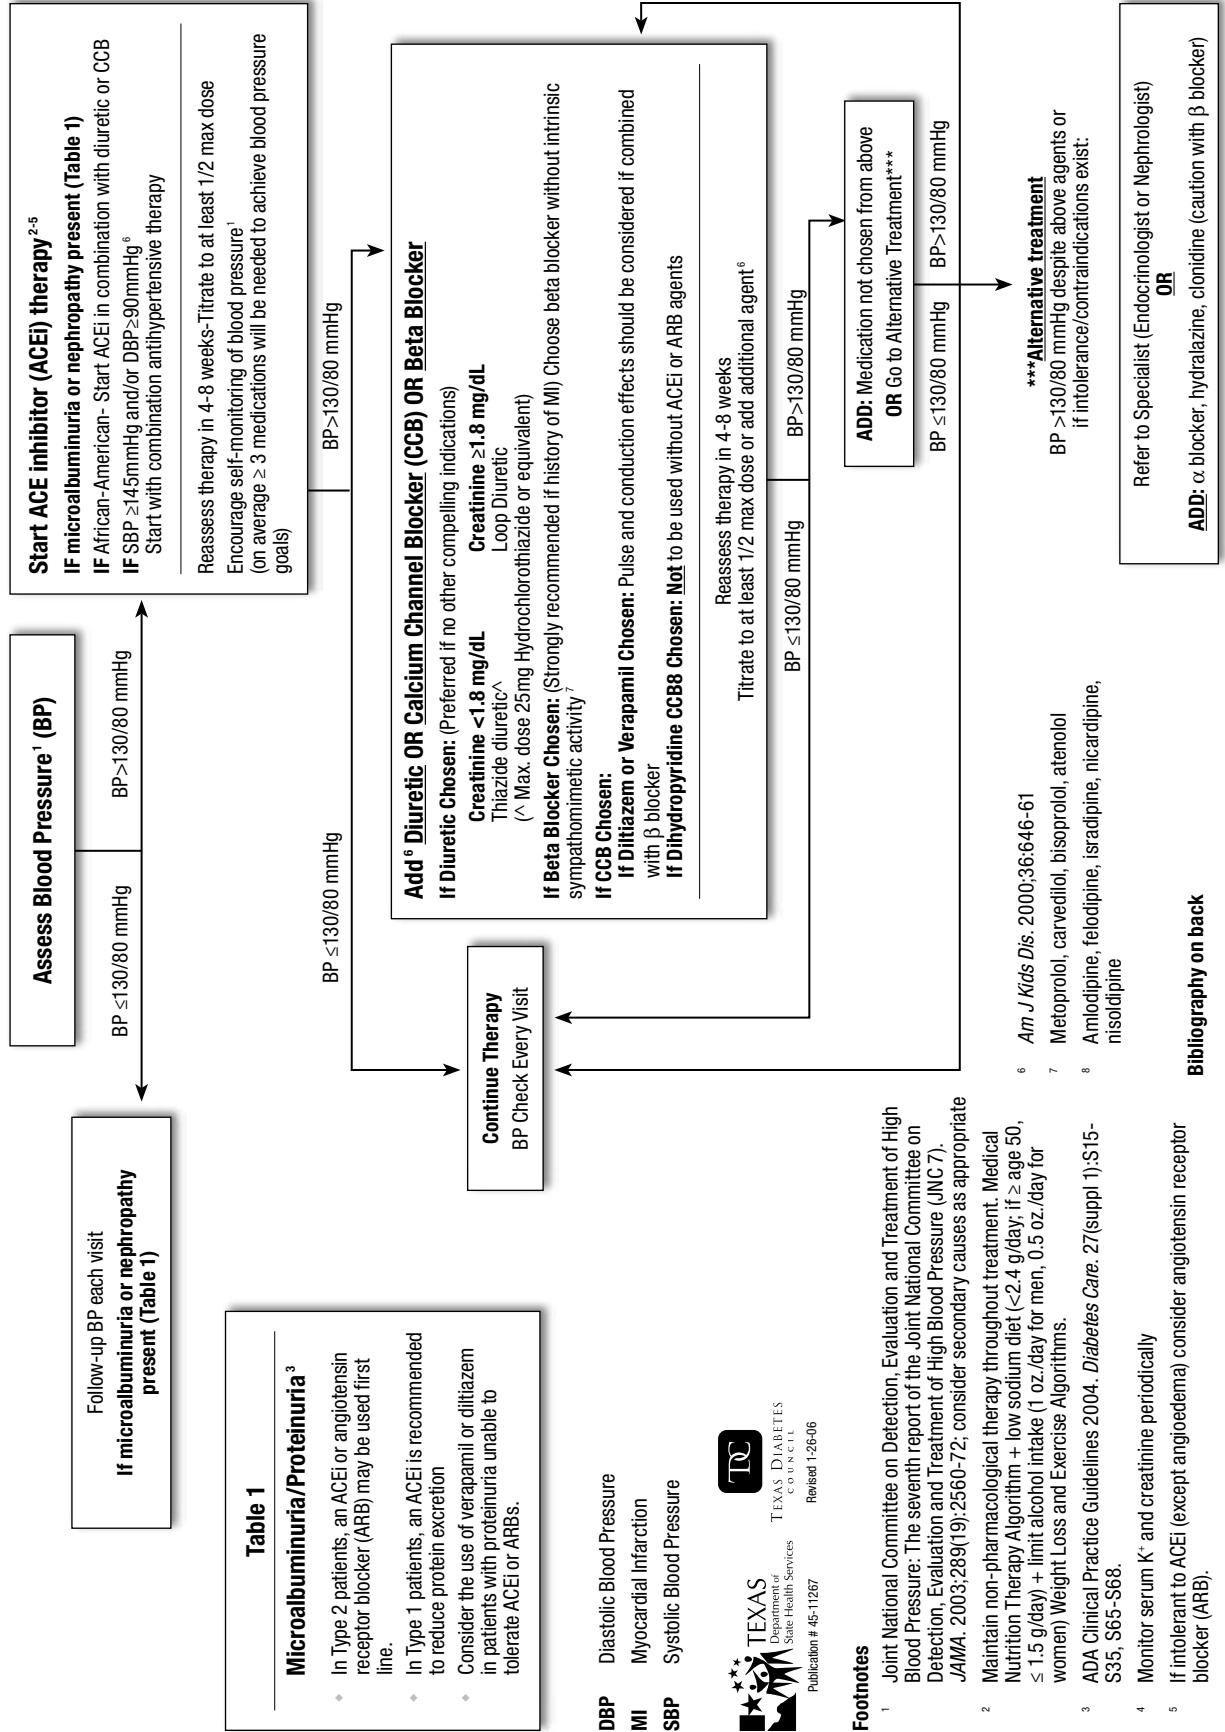 Assess Blood Pressure1 (BP)
BP ≤130/80 mmHg
BP>130/80 mmHg
Follow-up BP each visit
If microalbuminuria or nephropathy
present (Table 1)
Start ACE inhibitor (ACEi) therapy2-5
IF microalbuminuria or nephropathy present (Table 1)
IF African-American- Start ACEi in combination with diuretic or CCB
IF SBP ≥145mmHg and/or DBP≥90mmHg6
Start with combination antihypertensive therapy
Reassess therapy in 4-8 weeks-Titrate to at least 1/2 max dose
Encourage self-monitoring of blood pressure1
(on average ≥ 3 medications will be needed to achieve blood pressure
goals)
BP ≤130/80 mmHg
BP>130/80 mmHg
Table 1
Microalbuminuria/Proteinuria3
◆ In Type 2 patients, an ACEi or angiotensin
receptor blocker (ARB) may be used first
line.
◆ In Type 1 patients, an ACEi is recommended
to reduce protein excretion
◆ Consider the use of verapamil or diltiazem
in patients with proteinuria unable to
tolerate ACEi or ARBs.
Continue Therapy
BP Check Every Visit
Add6 Diuretic OR Calcium Channel Blocker (CCB) OR Beta Blocker
If Diuretic Chosen: (Preferred if no other compelling indications)
Creatinine <1.8 mg/dL Creatinine ≥1.8 mg/dL
Thiazide diuretic^ Loop Diuretic
(^ Max. dose 25mg Hydrochlorothiazide or equivalent)
If Beta Blocker Chosen: (Strongly recommended if history of MI) Choose beta blocker without intrinsic
sympathomimetic activity7
If CCB Chosen:
If Diltiazem or Verapamil Chosen: Pulse and conduction effects should be considered if combined
with β blocker
If Dihydropyridine CCB8 Chosen: Not to be used without ACEi or ARB agents
Reassess therapy in 4-8 weeks
Titrate to at least 1/2 max dose or add additional agent6
BP ≤130/80 mmHg
BP>130/80 mmHg
ADD: Medication not chosen from above
OR Go to Alternative Treatment***
BP ≤130/80 mmHg
BP>130/80 mmHg
***Alternative treatment
BP >130/80 mmHg despite above agents or
if intolerance/contraindications exist:
Refer to Specialist (Endocrinologist or Nephrologist)
OR
ADD: α blocker, hydralazine, clonidine (caution with β blocker)
DBP Diastolic Blood Pressure
MI Myocardial Infarction
SBP Systolic Blood Pressure
TEXAS
Department of
State Health Services
Publication # 45-11267
TDC
TEXAS DIABETES
COUNCIL
Revised 1-26-06
Footnotes
1 Joint National Committee on Detection, Evaluation and Treatment of High
Blood Pressure: The seventh report of the Joint National Committee on
Detection, Evaluation and Treatment of High Blood Pressure (JNC 7).
JAMA. 2003;289(19):2560-72; consider secondary causes as appropriate
2 Maintain non-pharmacological therapy throughout treatment. Medical
Nutrition Therapy Algorithm + low sodium diet (<2.4 g/day; if ≥ age 50,
≤ 1.5 g/day) + limit alcohol intake (1 oz./day for men, 0.5 oz./day for
women) Weight Loss and Exercise Algorithms.
3 ADA Clinical Practice Guidelines 2004. Diabetes Care. 27(suppl 1):S15-
S35, S65-S68.
4 Monitor serum K+ and creatinine periodically
5 If intolerant to ACEi (except angioedema) consider angiotensin receptor
blocker (ARB).
6 Am J Kids Dis. 2000;36:646-61
7 Metoprolol, carvedilol, bisoprolol, atenolol
8 Amlodipine, felodipine, isradipine, nicardipine,
nisoldipine
Bibliography on back